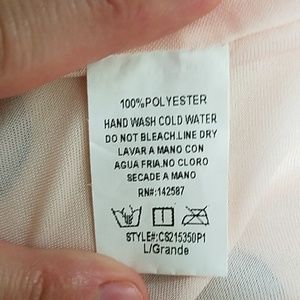 100%POLYESTER
HAND WASH COLD WATER
DO NOT BLEACH.LINE DRY
LAVAR A MANO CON
AGUA FRIA.NO CLORO
SECADE A MANO
RN#:142587
STYLE#:CS215350P1
L/Grande